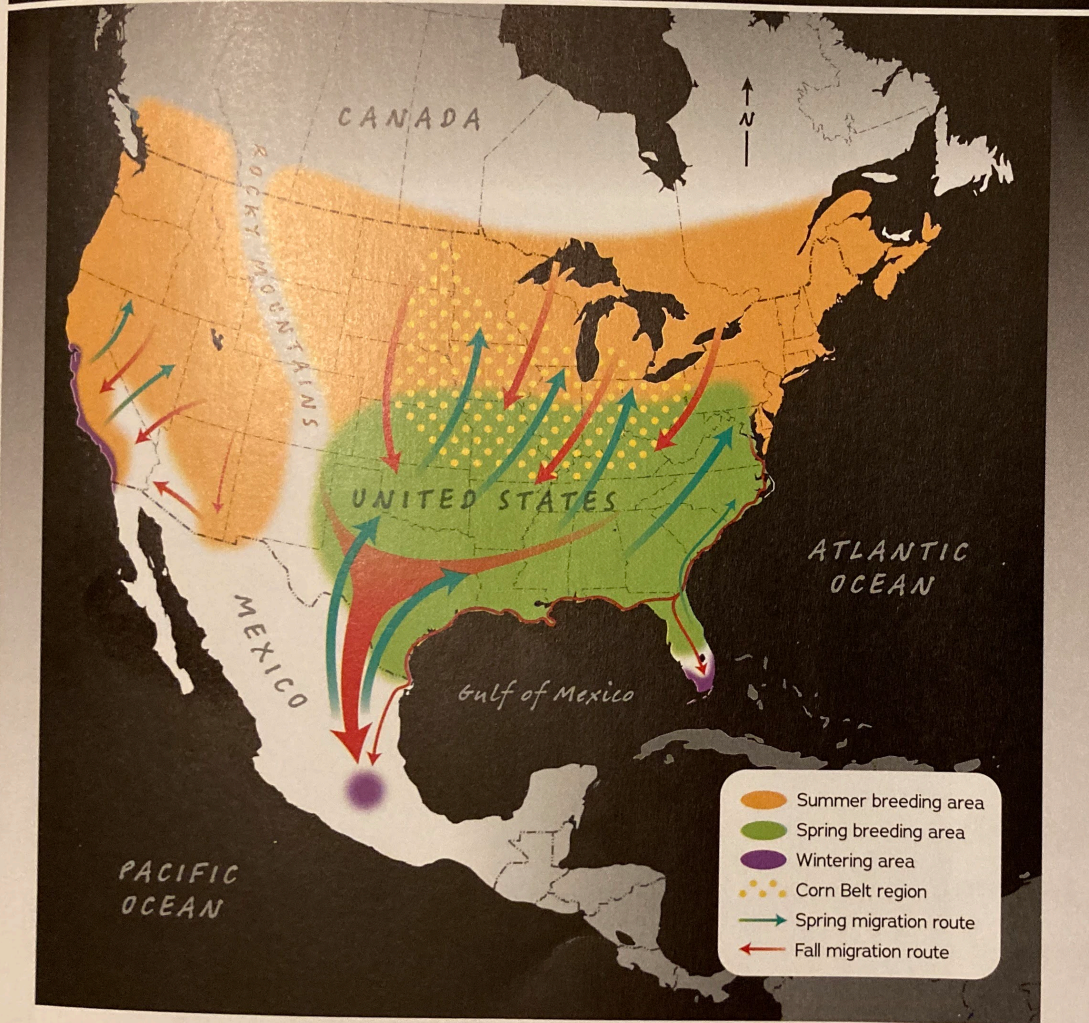 CANADA
N
ROCKY MOUNTAINS
UNITED STATES
ATLANTIC
OCEAN
MEXICO
Gulf of Mexico
PACIFIC
OCEAN
Summer breeding area
Spring breeding area
Wintering area
Corn Belt region
Spring migration route
Fall migration route